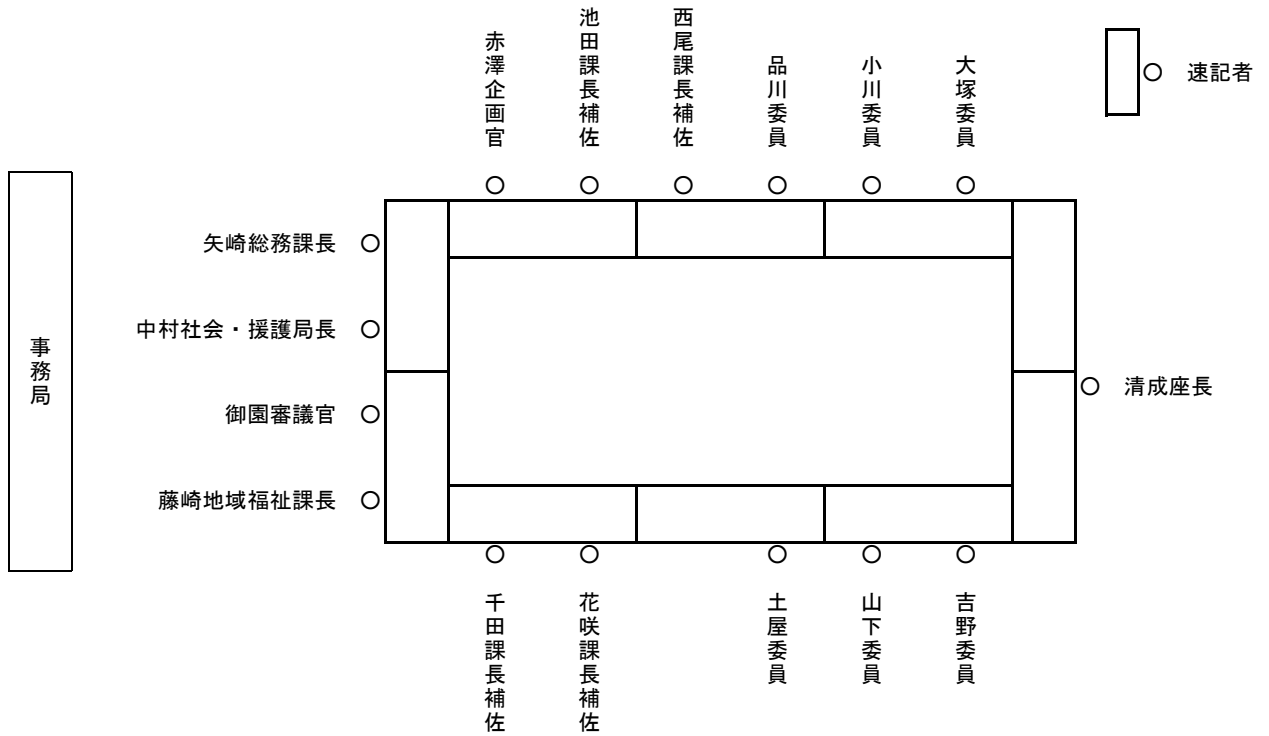 赤澤企画官
池田課長補佐
西尾課長補佐
品川委員
小川委員
大塚委員
速記者
事務局
矢崎総務課長
中村社会・援護局長
御園審議官
藤崎地域福祉課長
清成座長
千田課長補佐
花咲課長補佐
土屋委員
山下委員
吉野委員